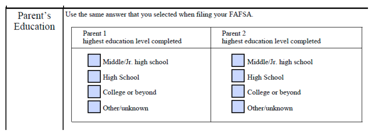 Parent's
Education
Use the same answer that you selected when filing your FAFSA.
Parent 1
highest education level completed
Middle/Jr. high school
High School
College or beyond
Other/unknown
Parent 2
highest education level completed
Middle/Jr. high school
High School
College or beyond
Other/unknown